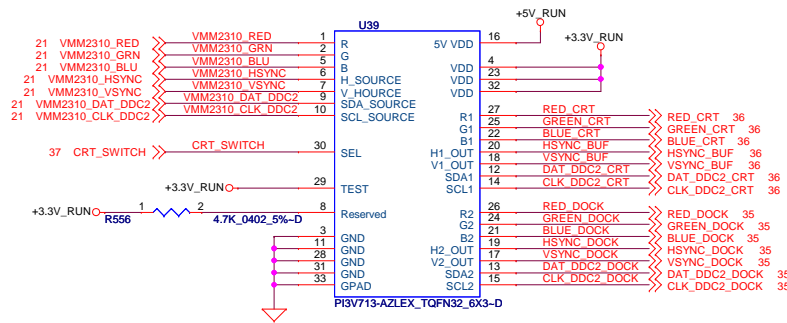 U39
+5V_RUN
+3.3V_RUN
21 VMM2310_RED VMM2310_RED 1 R
21 VMM2310_GRN VMM2310_GRN 2 G
21 VMM2310_BLU VMM2310_BLU 5 B
21 VMM2310_HSYNC VMM2310_HSYNC 6 H_SOURCE
21 VMM2310_VSYNC VMM2310_VSYNC 7 V_HOURCE
21 VMM2310_DAT_DDC2 VMM2310_DAT_DDC2 9 SDA_SOURCE
21 VMM2310_CLK_DDC2 VMM2310_CLK_DDC2 10 SCL_SOURCE
37 CRT_SWITCH CRT_SWITCH 30 SEL
+3.3V_RUN 29 TEST
+3.3V_RUN 1 2 8 Reserved
R556 4.7K_0402_5%~D
3 GND
11 GND
28 GND
31 GND
33 GPAD
5V VDD 16
VDD 4
VDD 23
VDD 32
R1 27 RED_CRT RED_CRT 36
G1 25 GREEN_CRT GREEN_CRT 36
B1 22 BLUE_CRT BLUE_CRT 36
H1_OUT 20 HSYNC_BUF HSYNC_BUF 36
V1_OUT 18 VSYNC_BUF VSYNC_BUF 36
SDA1 12 DAT_DDC2_CRT DAT_DDC2_CRT 36
SCL1 14 CLK_DDC2_CRT CLK_DDC2_CRT 36
R2 26 RED_DOCK RED_DOCK 35
G2 24 GREEN_DOCK GREEN_DOCK 35
B2 21 BLUE_DOCK BLUE_DOCK 35
H2_OUT 19 HSYNC_DOCK HSYNC_DOCK 35
V2_OUT 17 VSYNC_DOCK VSYNC_DOCK 35
SDA2 13 DAT_DDC2_DOCK DAT_DDC2_DOCK 35
SCL2 15 CLK_DDC2_DOCK CLK_DDC2_DOCK 35
PI3V713-AZLEX_TQFN32_6X3~D